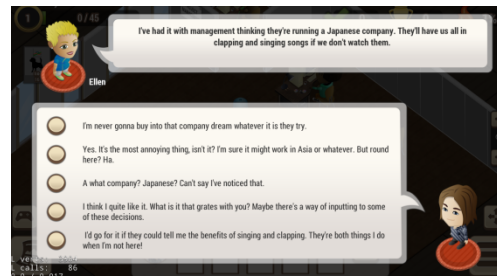 1
0/45
I've had it with management thinking they're running a Japanese company. They'll have us all in
clapping and singing songs if we don't watch them.
Ellen
I'm never gonna buy into that company dream whatever it is they try.
Yes. It's the most annoying thing, isn't it? I'm sure it might work in Asia or whatever. But round
here? Ha.
A what company? Japanese? Can't say I've noticed that.
I think I quite like it. What is it that grates with you? Maybe there's a way of inputting to some
of these decisions.
I'd go for it if they could tell me the benefits of singing and clapping. They're both things I do
when I'm not here!
L calls: 86